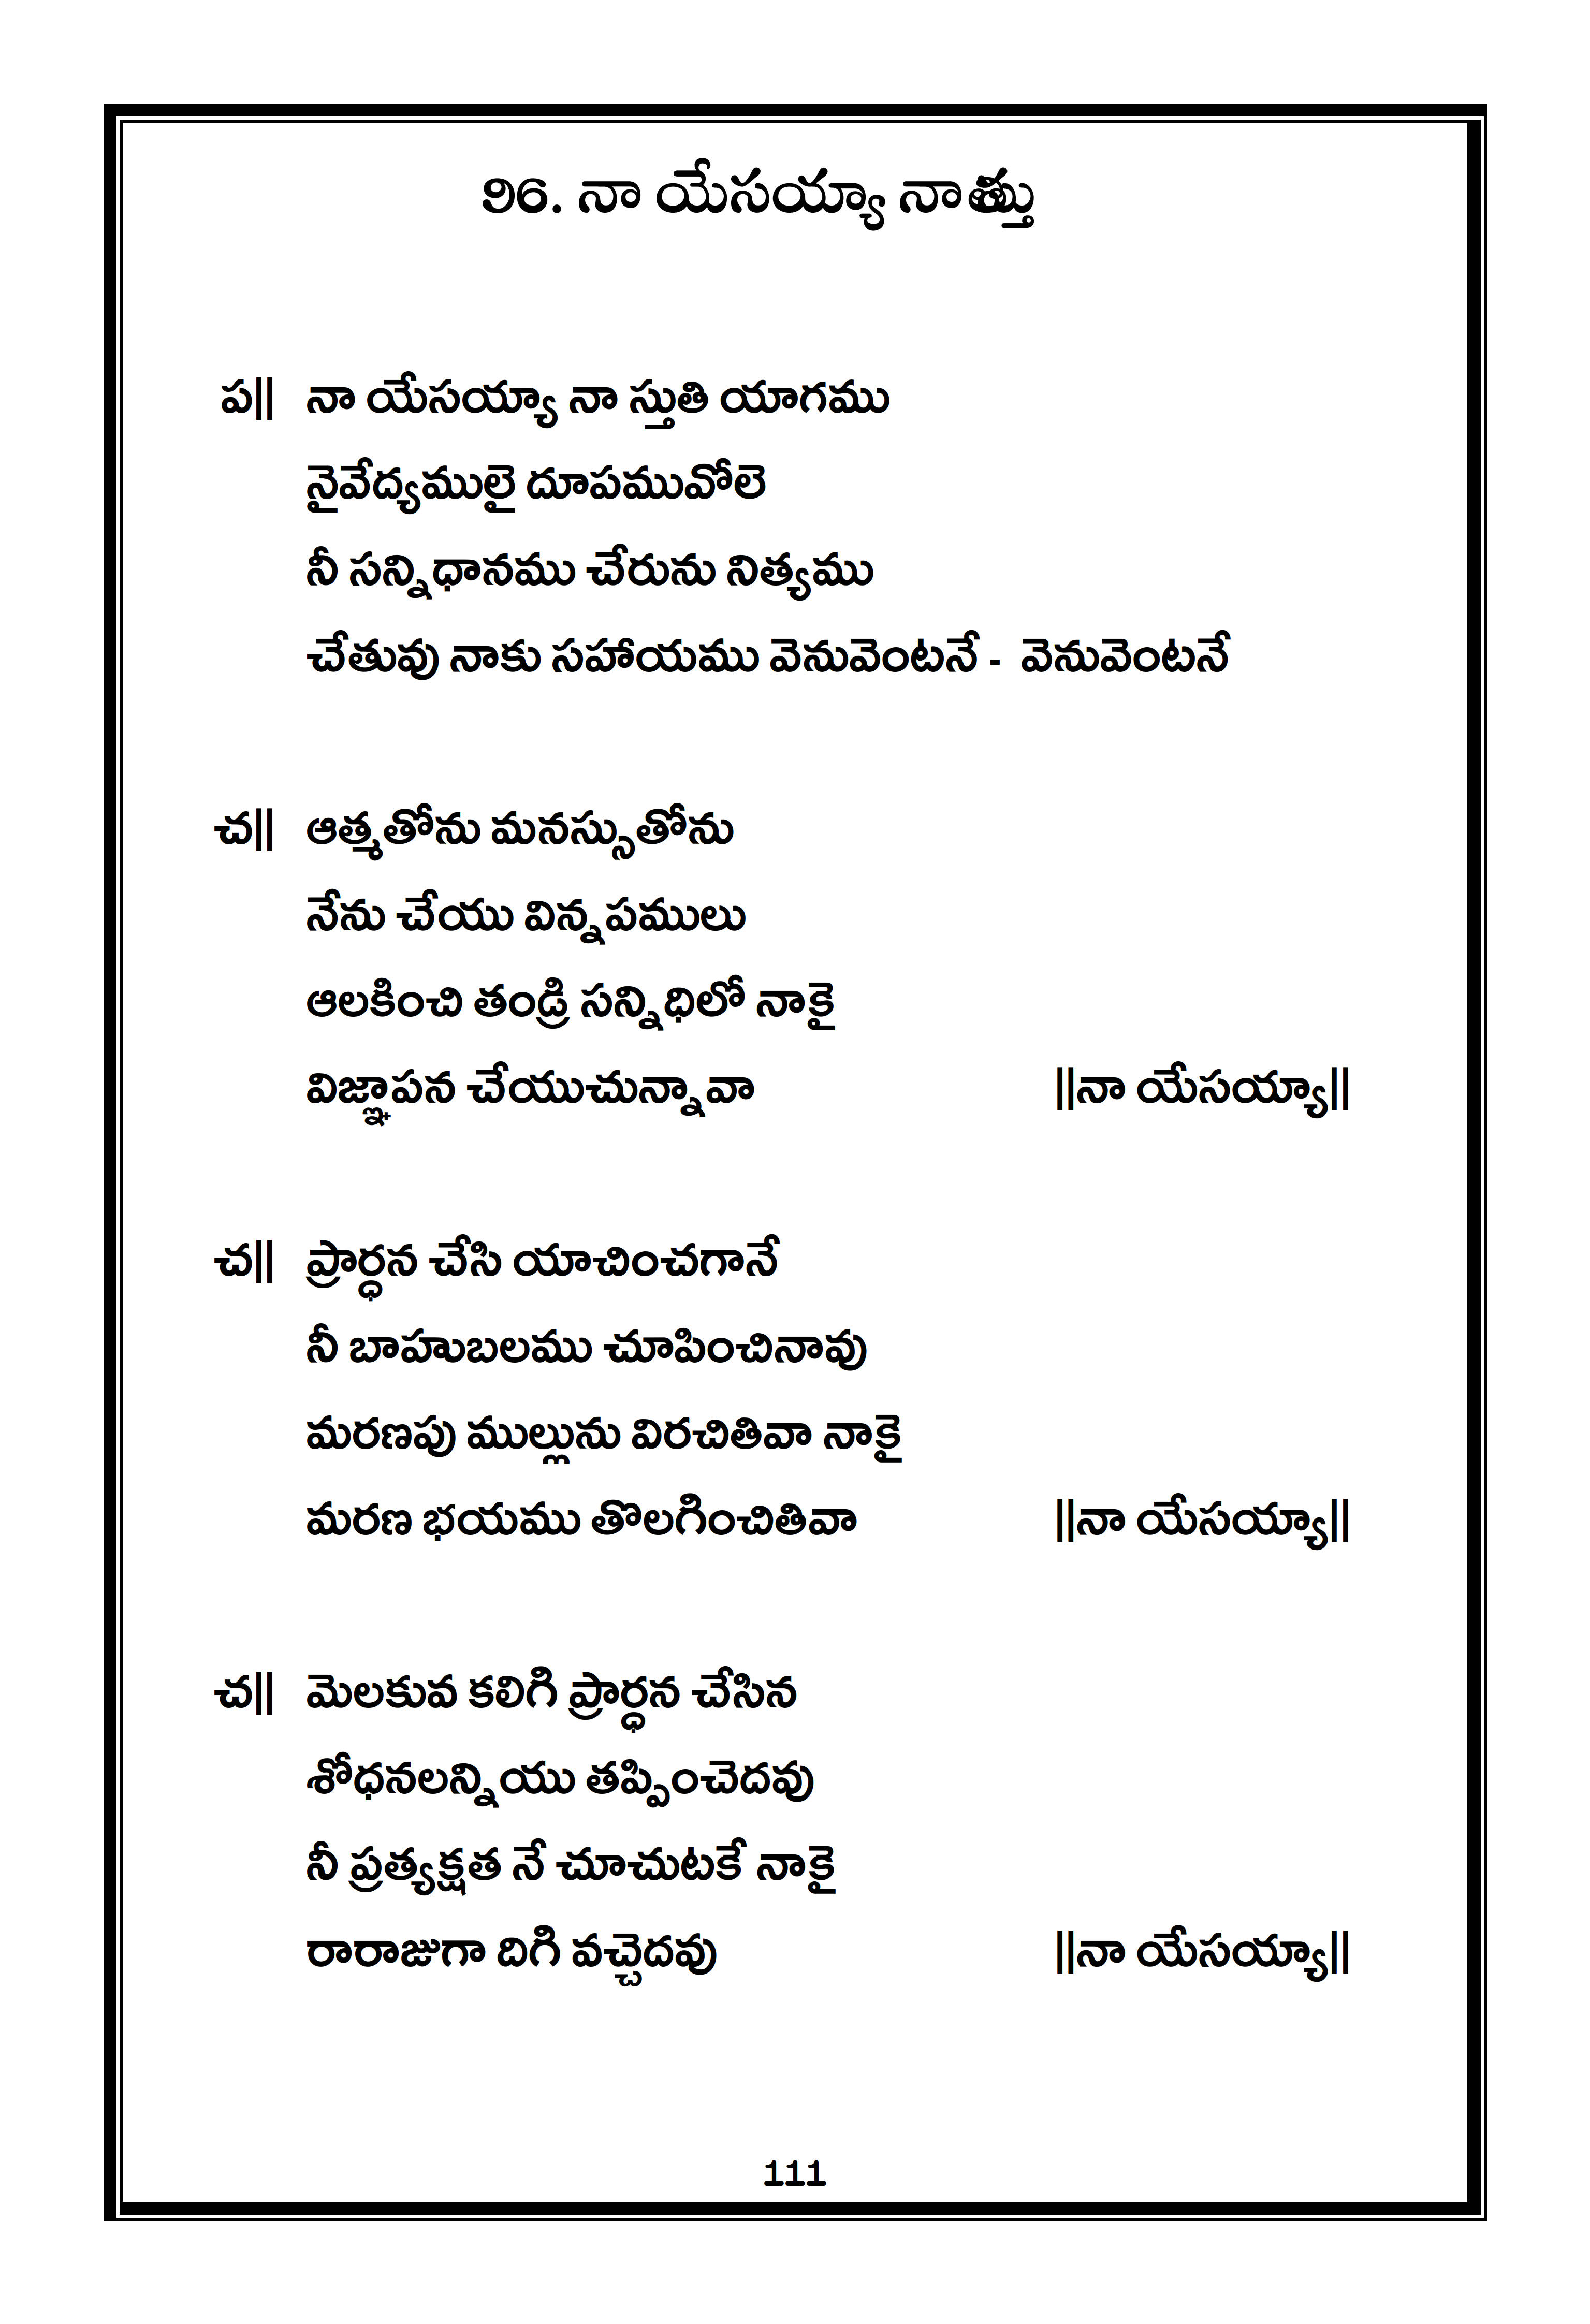 96. నా యేసయ్యా నా స్తుతి
ప|| నా యేసయ్యా నా స్తుతి యాగము
నైవేద్యములై దూపమువోలె
నీ సన్నిధానము చేరును నిత్యము
చేతువు నాకు సహాయము వెనువెంటనే - వెనువెంటనే
చ|| ఆత్మతోను మనస్సుతోను
నేను చేయు విన్నపములు
ఆలకించి తండ్రి సన్నిధిలో నాకై
విజ్ఞాపన చేయుచున్నావా ||నా యేసయ్యా||
చ|| ప్రార్ధన చేసి యాచించగానే
నీ బాహుబలము చూపించినావు
మరణపు ముల్లును విరచితివా నాకై
మరణ భయము తొలగించితివా ||నా యేసయ్యా||
చ|| మెలకువ కలిగి ప్రార్ధన చేసిన
శోధనలన్నియు తప్పించెదవు
నీ ప్రత్యక్షత నే చూచుటకే నాకై
రారాజుగా దిగి వచ్చెదవు ||నా యేసయ్యా||
111